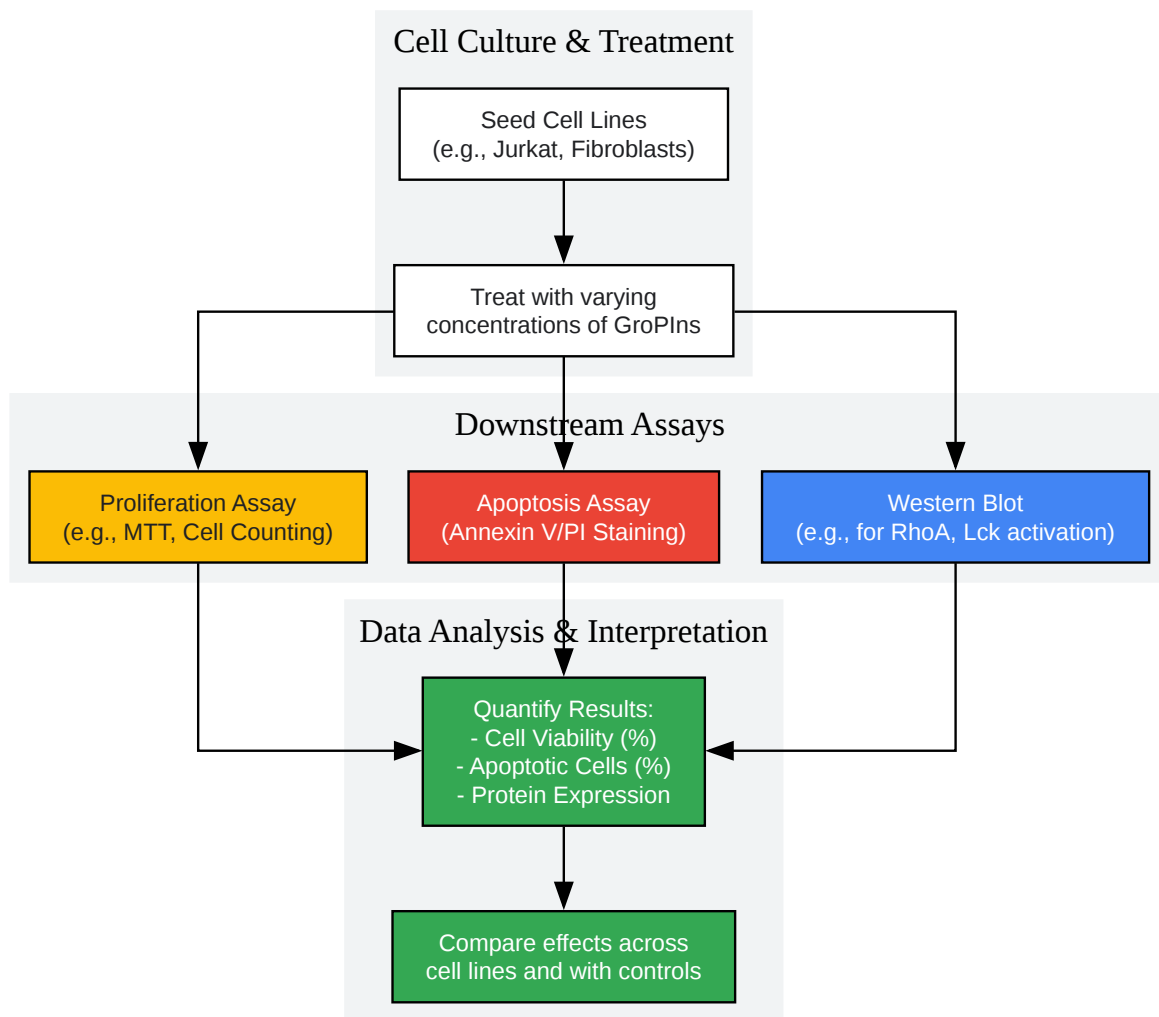 Cell Culture & Treatment
Seed Cell Lines
(e.g., Jurkat, Fibroblasts)
Treat with varying
concentrations of GroPIns
Downstream Assays
Proliferation Assay
(e.g., MTT, Cell Counting)
Apoptosis Assay
(Annexin V/PI Staining)
Western Blot
(e.g., for RhoA, Lck activation)
Data Analysis & Interpretation
Quantify Results:
- Cell Viability (%)
- Apoptotic Cells (%)
- Protein Expression
Compare effects across
cell lines and with controls